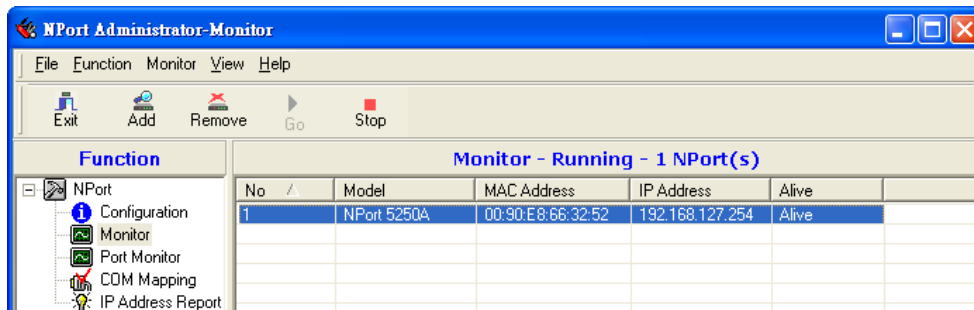 NPort Administrator-Monitor
File Function Monitor View Help
Exit Add Remove Go Stop
Function
Monitor - Running - 1 NPort(s)
NPort
Configuration
Monitor
Port Monitor
COM Mapping
IP Address Report
No Model MAC Address IP Address Alive
1 NPort 5250A 00:90:E8:66:32:52 192.168.127.254 Alive